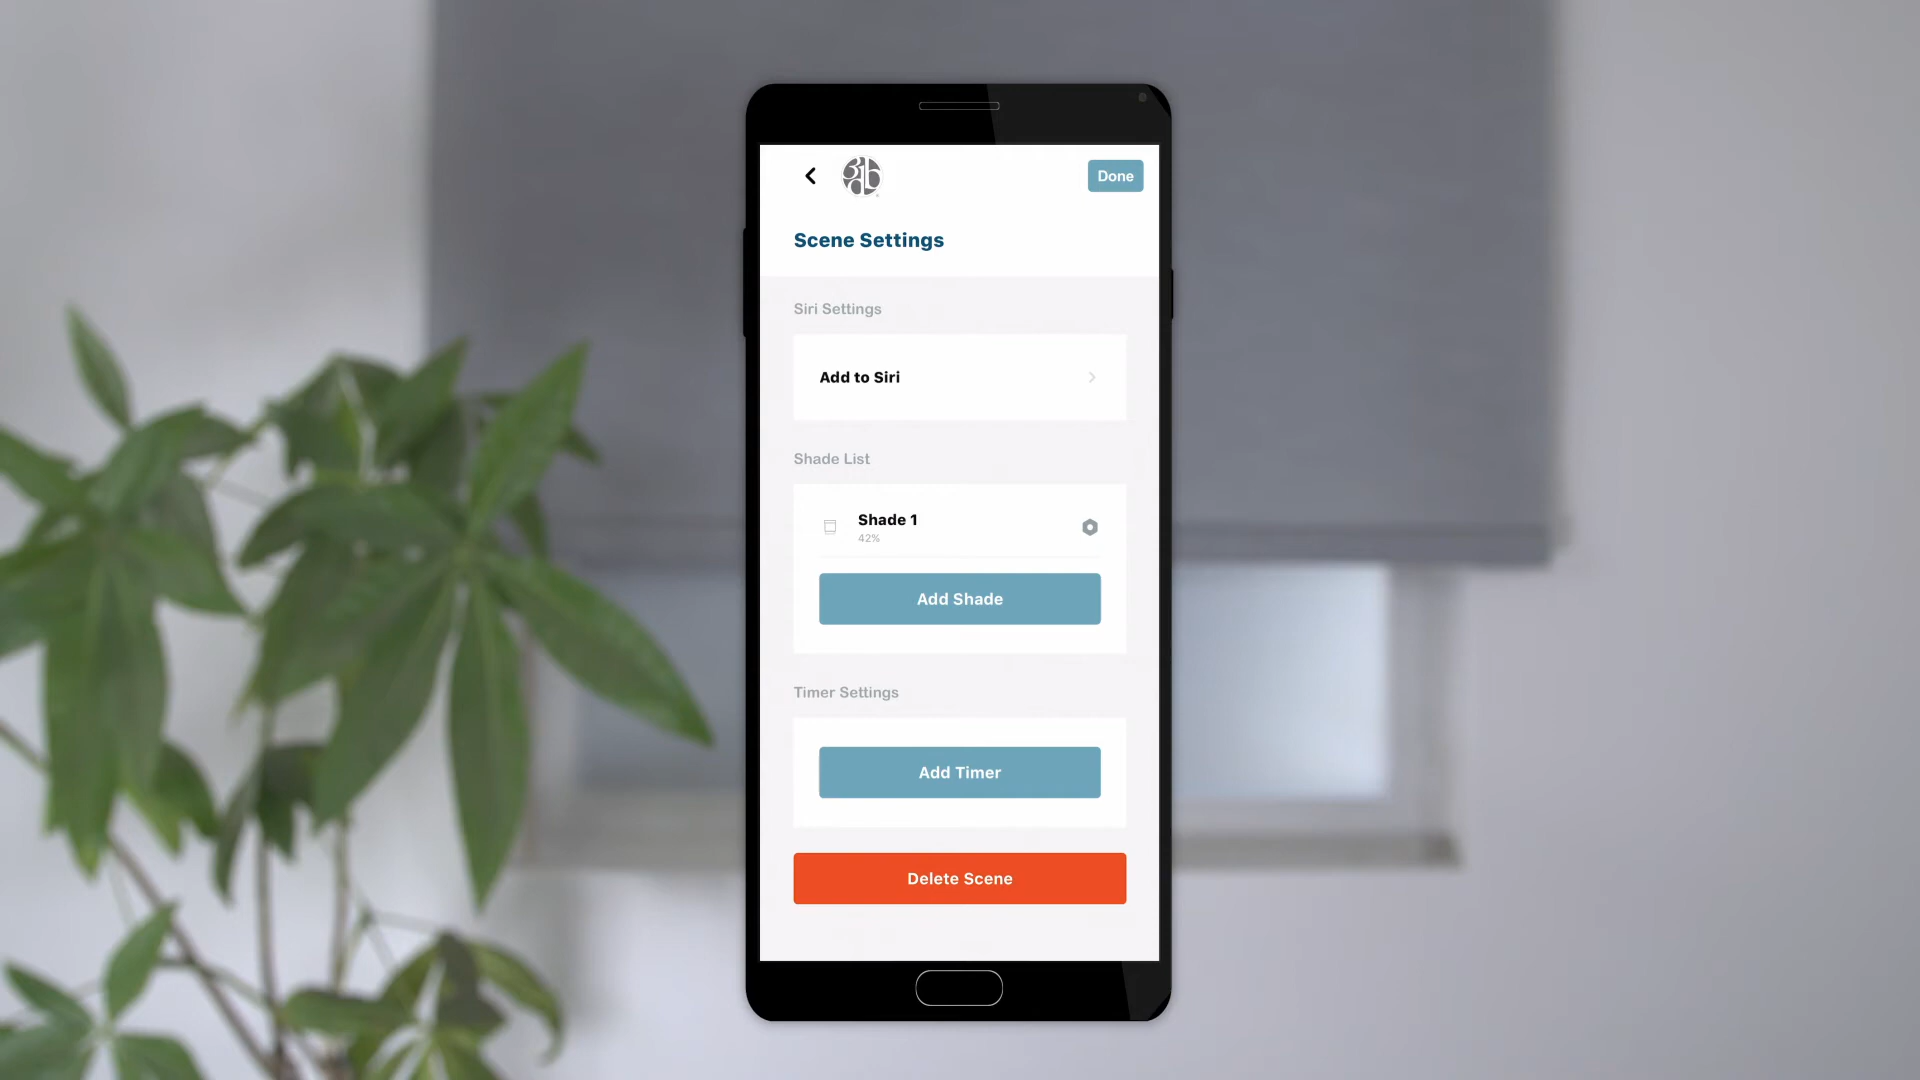 Done
Scene Settings
Siri Settings
Add to Siri
Shade List
Shade 1
42%
Add Shade
Timer Settings
Add Timer
Delete Scene